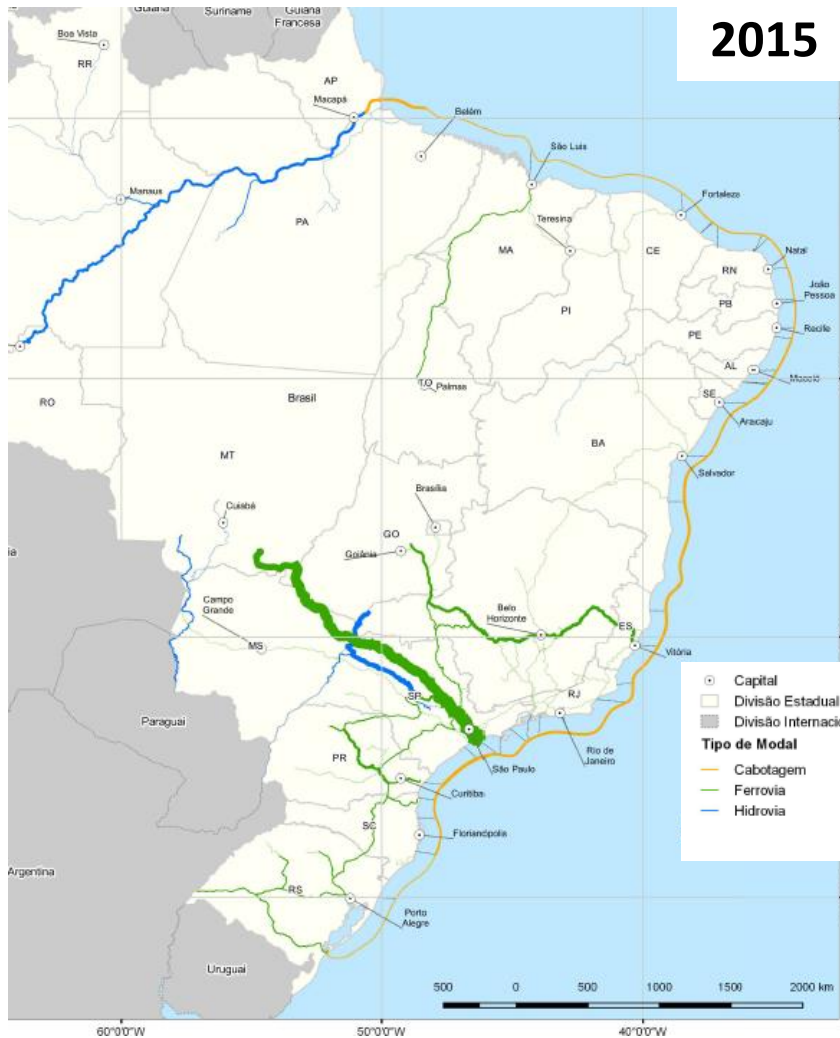 2015
Guiana
Suriname
Guiana
Francesa
Boa Vista
RR
AP
Macapá
Belém
São Luis
Fortaleza
Manaus
PA
MA
Teresina
CE
Natal
RN
João
Pessoa
PB
PI
PE
Recife
AL
Maceió
TO
Palmas
SE
Aracaju
RO
Brasil
BA
Salvador
MT
Brasília
Cuiabá
GO
Goiânia
Campo
Grande
MS
Belo
Horizonte
ES
Vitória
SP
RJ
Rio de
Janeiro
São Paulo
Paraguai
PR
Curitiba
SC
Florianópolis
Argentina
RS
Porto
Alegre
Uruguai
Capital
Divisão Estadual
Divisão Internaci
Tipo de Modal
Cabotagem
Ferrovia
Hidrovia
500 0 500 1000 1500 2000 km
60°0'0"W 50°0'0"W 40°0'0"W